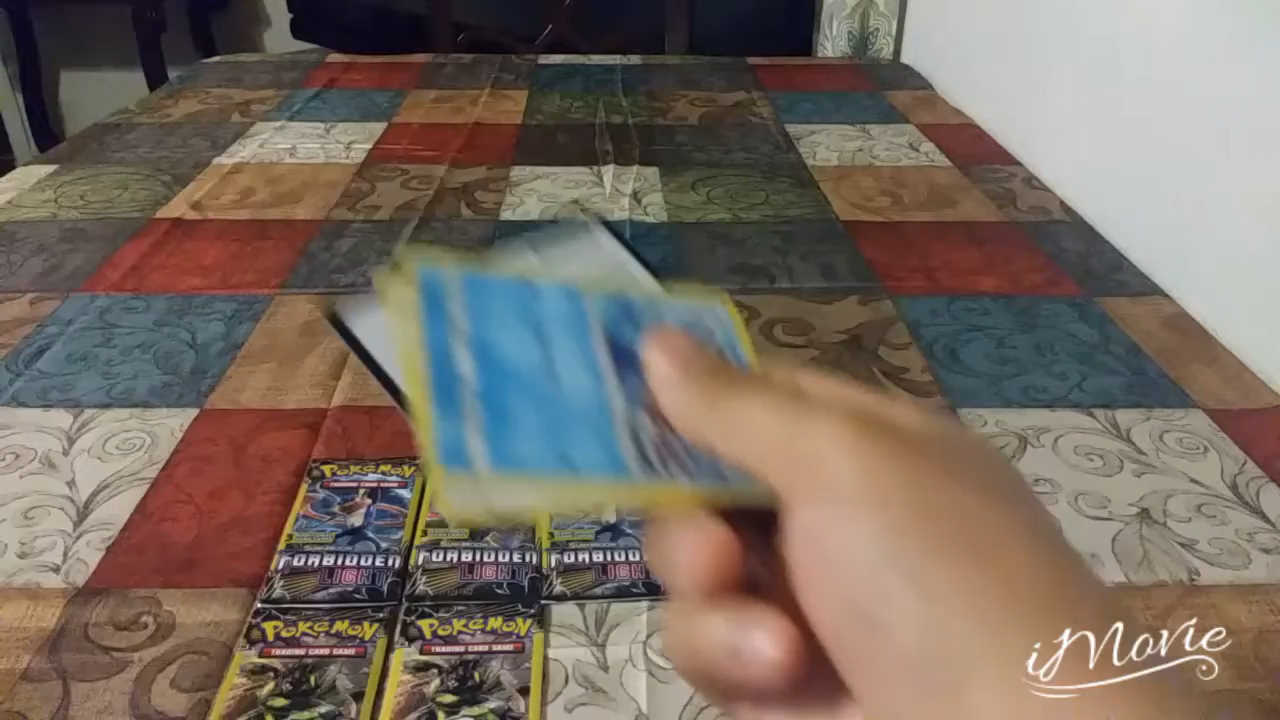 POKéMON
TRADING CARD GAME
FORBIDDEN
LIGHT
FORBIDDEN
LIGHT
FORBIDDEN
LIGHT
POKéMON
TRADING CARD GAME
POKéMON
TRADING CARD GAME
iMovie